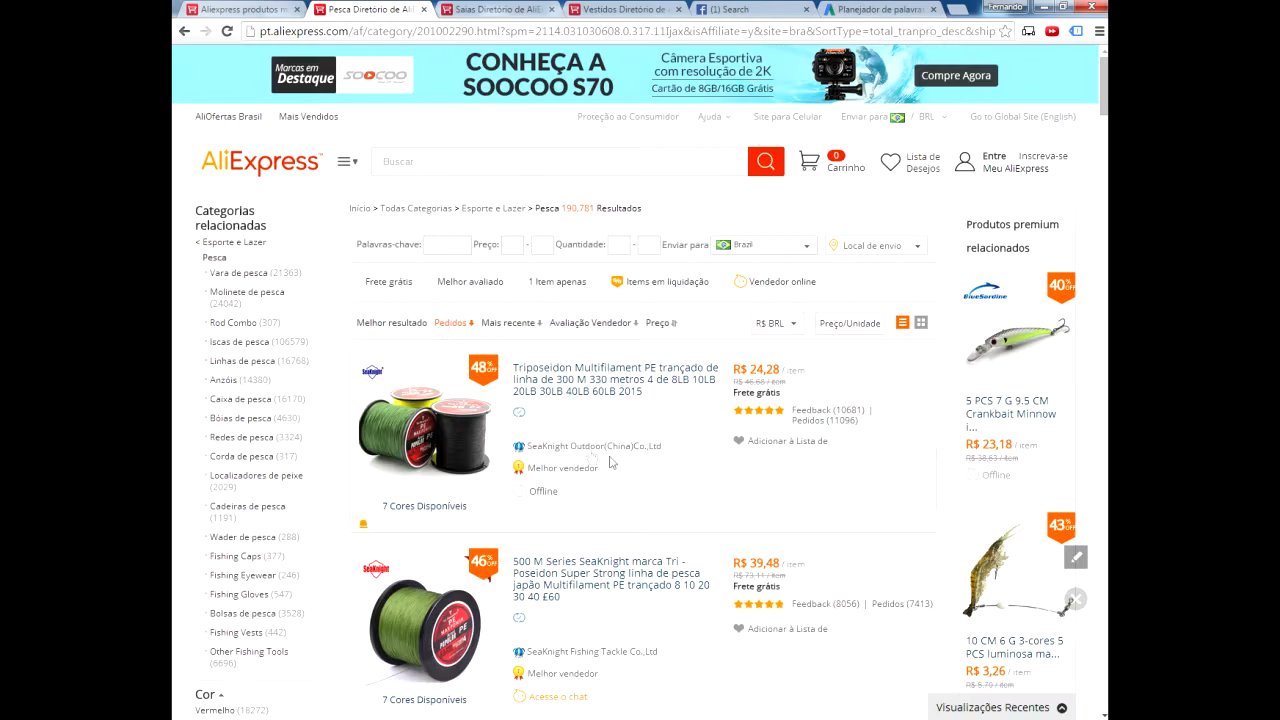 Aliexpress produtos n
Pesca Diretório de Ali
Saias Diretório de AliEx
Vestidos Diretório de
(1) Search
Planejador de palavra
Fernando
201002290.html?spm=2114.031030608.0.317.11Jjax&isAffiliate=y&site=bra&SortType=total_tranpro_desc&ship
Marcas em
Destaque
SOOCOO
CONHEÇA A
SOOCOO S70
Câmera Esportiva
com resolução de 2K
Cartão de 8GB/16GB Grátis
Compre Agora
AliOfertas Brasil
Mais Vendidos
Proteção ao Consumidor
Ajuda
Site para Celular
Enviar para / BRL
Go to Global Site (English)
AliExpress™
Buscar
0
Carrinho
Lista de
Desejos
Entre
Inscreva-se
Meu AliExpress
Categorias
relacionadas
< Esporte e Lazer
Pesca
Vara de pesca (21363)
Molinete de pesca
(24042)
Rod Combo (307)
Iscas de pesca (106579)
Linhas de pesca (16768)
Anzóis (14380)
Caixa de pesca (16170)
Bóias de pesca (4630)
Redes de pesca (3324)
Corda de pesca (317)
Localizadores de peixe
(2029)
Cadeiras de pesca
(1191)
Wader de pesca (288)
Fishing Caps (377)
Fishing Eyewear (246)
Fishing Gloves (547)
Bolsas de pesca (3528)
Fishing Vests (442)
Other Fishing Tools
(6696)
Cor
Vermelho (18272)
Início > Todas Categorias > Esporte e Lazer > Pesca 190.781 Resultados
Palavras-chave:
Preço: -
Quantidade: -
Enviar para
Brazil
Local de envio
Frete grátis
Melhor avaliado
1 Item apenas
Items em liquidação
Vendedor online
Melhor resultado
Pedidos
Mais recente
Avaliação Vendedor
Preço
R$ BRL
Preço/Unidade
SeaKnight
48%
OFF
7 Cores Disponíveis
Triposeidon Multifilament PE trançado de
linha de 300 M 330 metros 4 de 8LB 10LB
20LB 30LB 40LB 60LB 2015
SeaKnight Outdoor(China)Co.,Ltd
Melhor vendedor
Offline
R$ 24,28 / item
R$ 46,68 / item
Frete grátis
Feedback (10681) |
Pedidos (11096)
Adicionar à Lista de
SeaKnight
46%
OFF
7 Cores Disponíveis
500 M Series SeaKnight marca Tri -
Poseidon Super Strong linha de pesca
japão Multifilament PE trançado 8 10 20
30 40 £60
SeaKnight Fishing Tackle Co.,Ltd
Melhor vendedor
Acesse o chat
R$ 39,48 / item
R$ 73,11 / item
Frete grátis
Feedback (8056) | Pedidos (7413)
Adicionar à Lista de
Produtos premium
relacionados
BlueSardine
40%
OFF
5 PCS 7 G 9.5 CM
Crankbait Minnow
i...
R$ 23,18 / item
R$ 38,63 / item
Offline
43%
OFF
10 CM 6 G 3-cores 5
PCS luminosa ma...
R$ 3,26 / item
R$ 5,70 / item
Visualizações Recentes